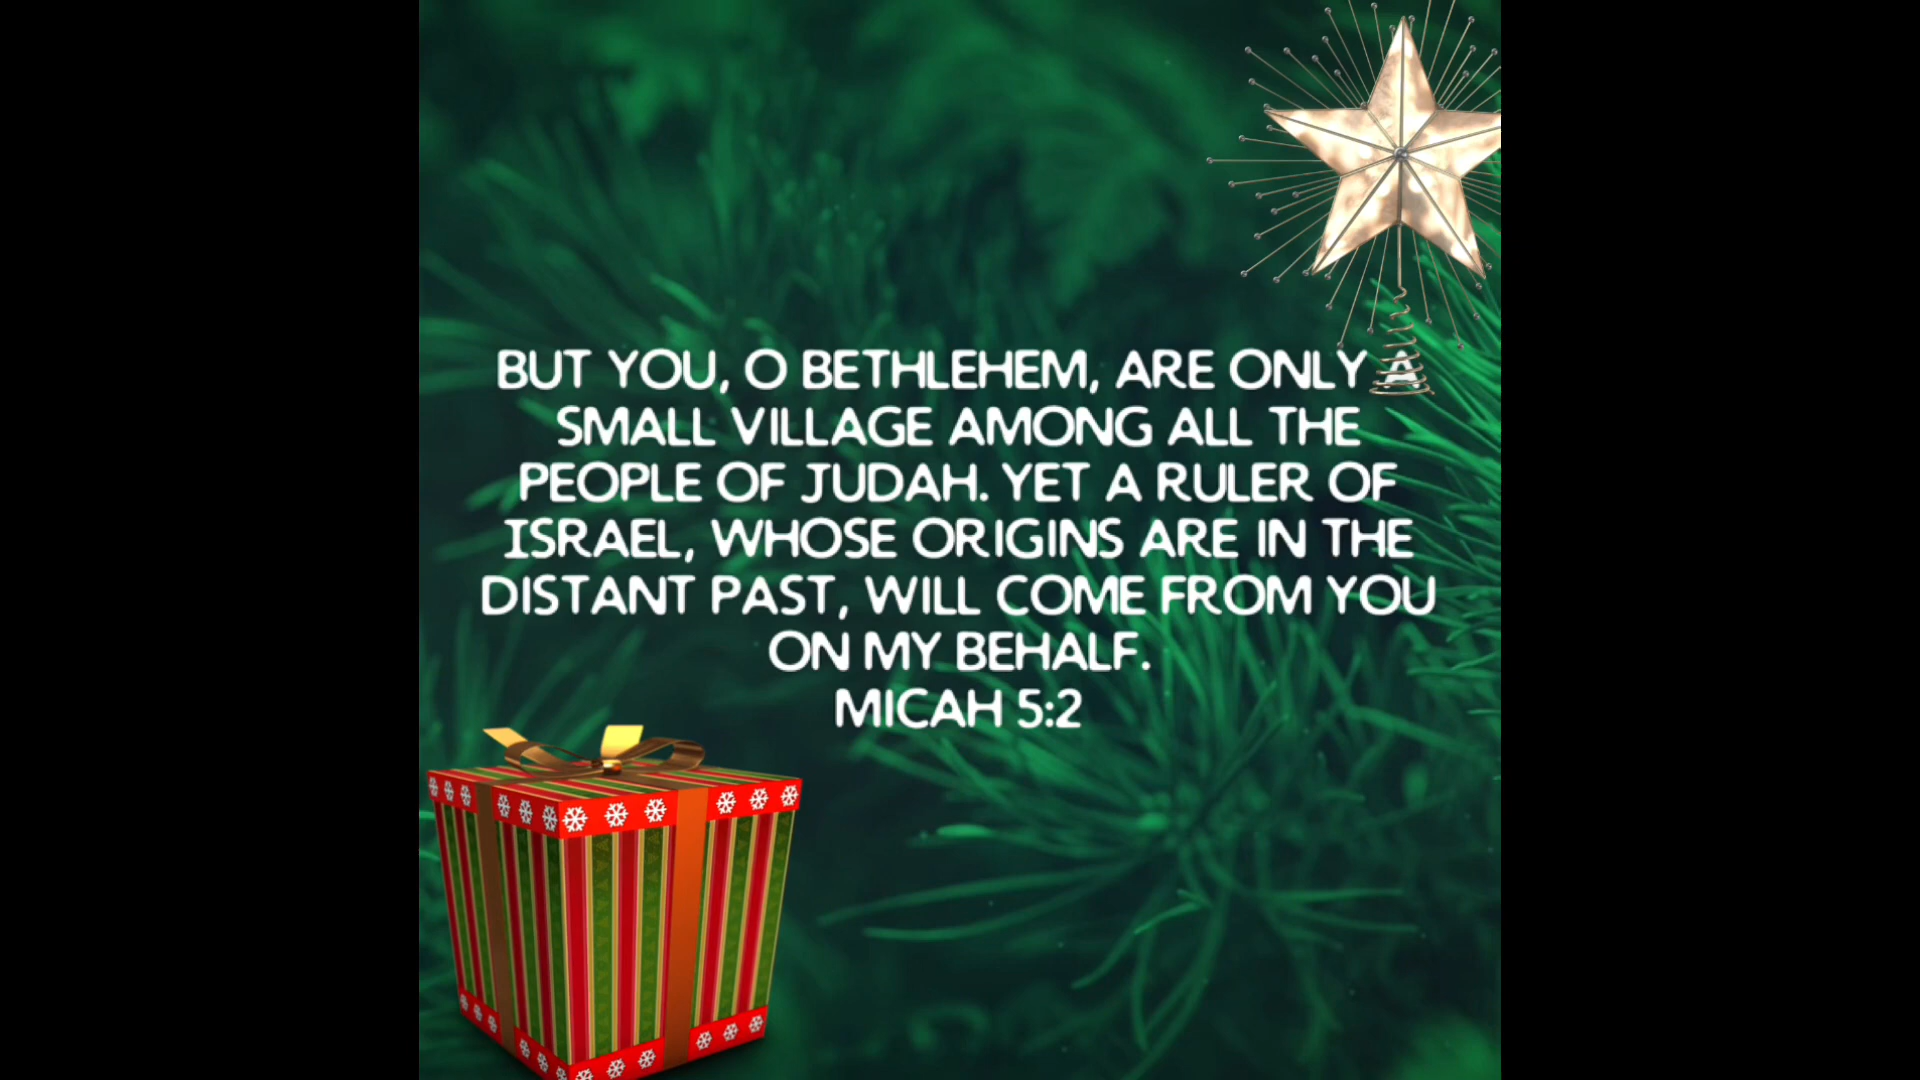 BUT YOU, O BETHLEHEM, ARE ONLY A
SMALL VILLAGE AMONG ALL THE
PEOPLE OF JUDAH. YET A RULER OF
ISRAEL, WHOSE ORIGINS ARE IN THE
DISTANT PAST, WILL COME FROM YOU
ON MY BEHALF.
MICAH 5:2